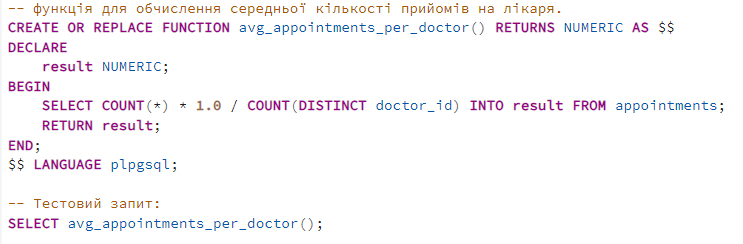 -- функція для обчислення середньої кількості прийомів на лікаря.
CREATE OR REPLACE FUNCTION avg_appointments_per_doctor() RETURNS NUMERIC AS $$
DECLARE
    result NUMERIC;
BEGIN
    SELECT COUNT(*) * 1.0 / COUNT(DISTINCT doctor_id) INTO result FROM appointments;
    RETURN result;
END;
$$ LANGUAGE plpgsql;

-- Тестовий запит:
SELECT avg_appointments_per_doctor();